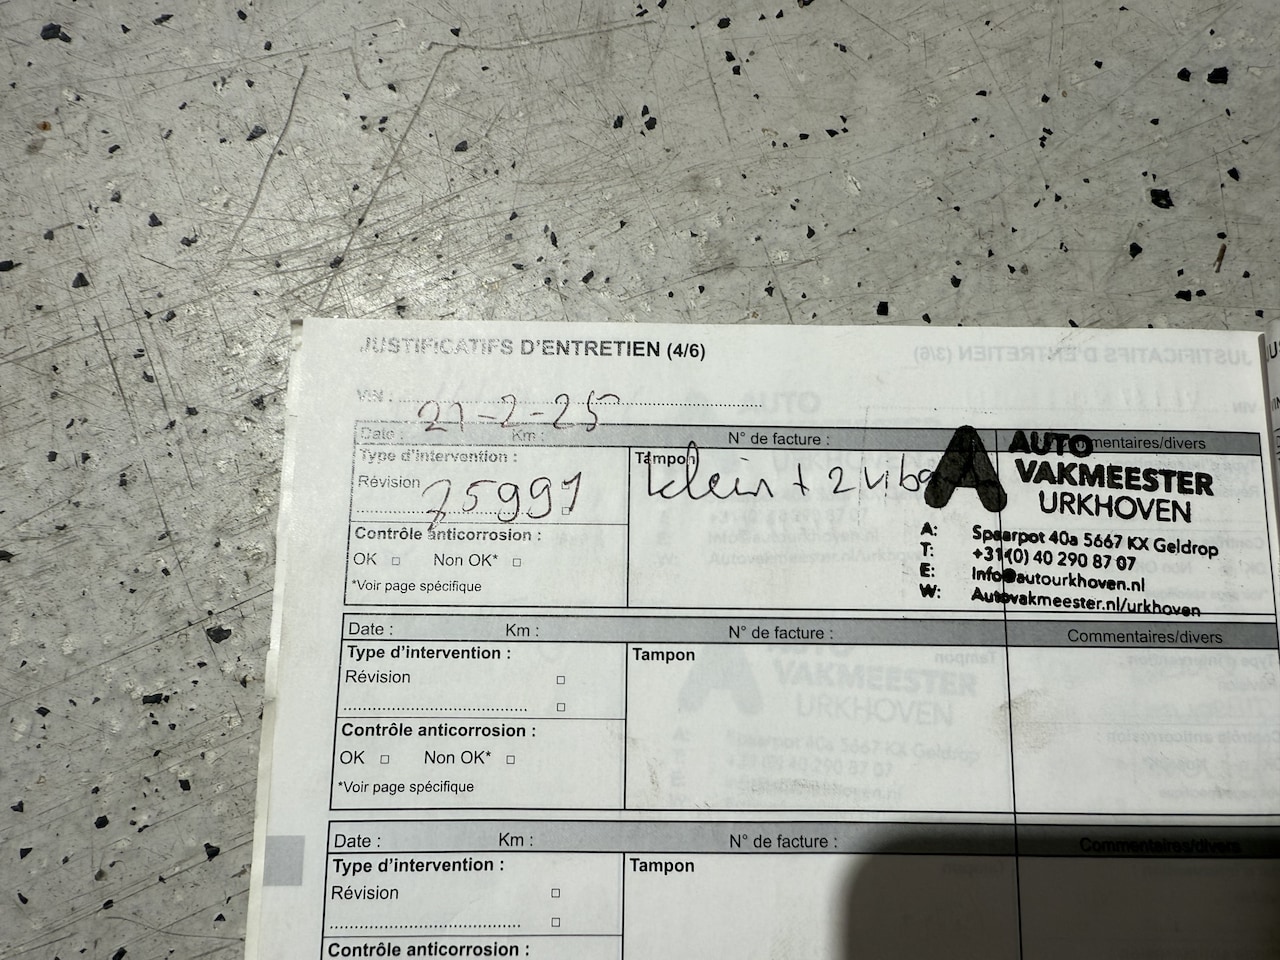 JUSTIFICATIFS D'ENTRETIEN (4/6)
VIN :
21-2-25
Date : Km : N° de facture : Commentaires/divers
Type d'intervention :
Révision
75991
Contrôle anticorrosion :
OK Non OK*
*Voir page spécifique
Tampon
klein + 2
AUTO
VAKMEESTER
URKHOVEN
A: Spaarpot 40a 5667 KX Geldrop
T: +31(0) 40 290 87 07
E: Info@autourkhoven.nl
W: Autovakmeester.nl/urkhoven
Date : Km : N° de facture : Commentaires/divers
Type d'intervention :
Révision
Contrôle anticorrosion :
OK Non OK*
*Voir page spécifique
Tampon
Date : Km : N° de facture : Commentaires/divers
Type d'intervention :
Révision
Contrôle anticorrosion :
Tampon